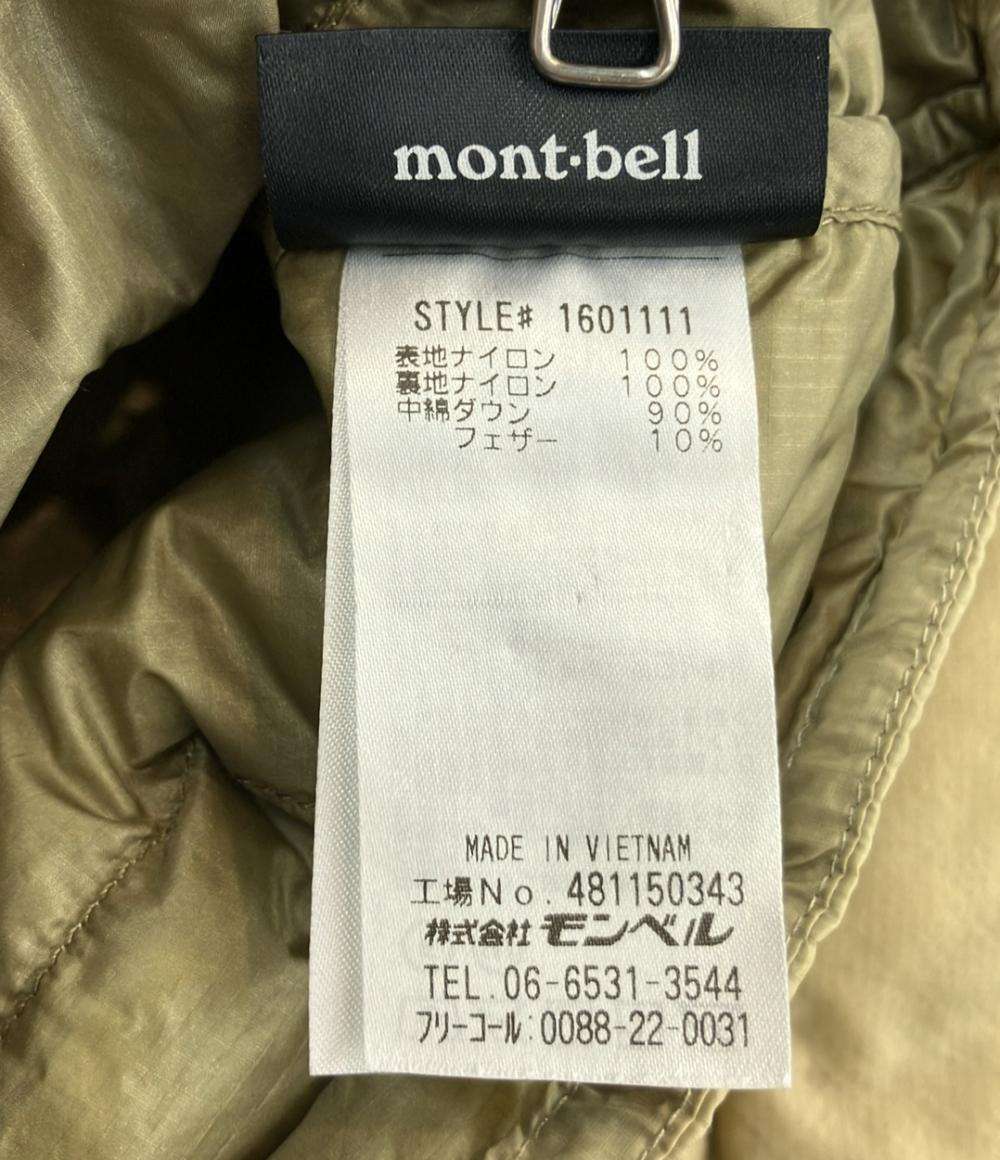 mont·bell
STYLE# 1601111
表地ナイロン 100%
裏地ナイロン 100%
中綿ダウン 90%
フェザー 10%
MADE IN VIETNAM
工場No. 481150343
株式会社モンベル
TEL.06-6531-3544
フリーコール:0088-22-0031